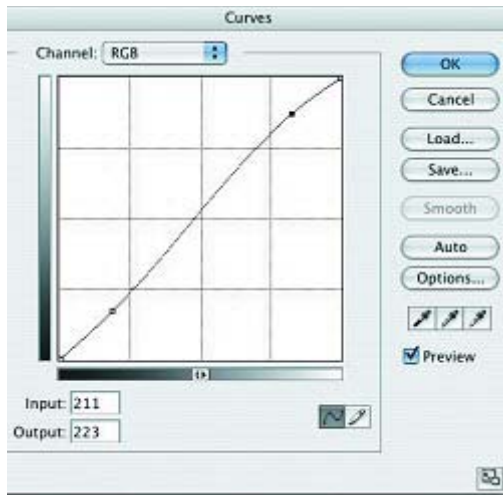 Curves
Channel: RGB
OK
Cancel
Load...
Save...
Smooth
Auto
Options...
Preview
Input: 211
Output: 223